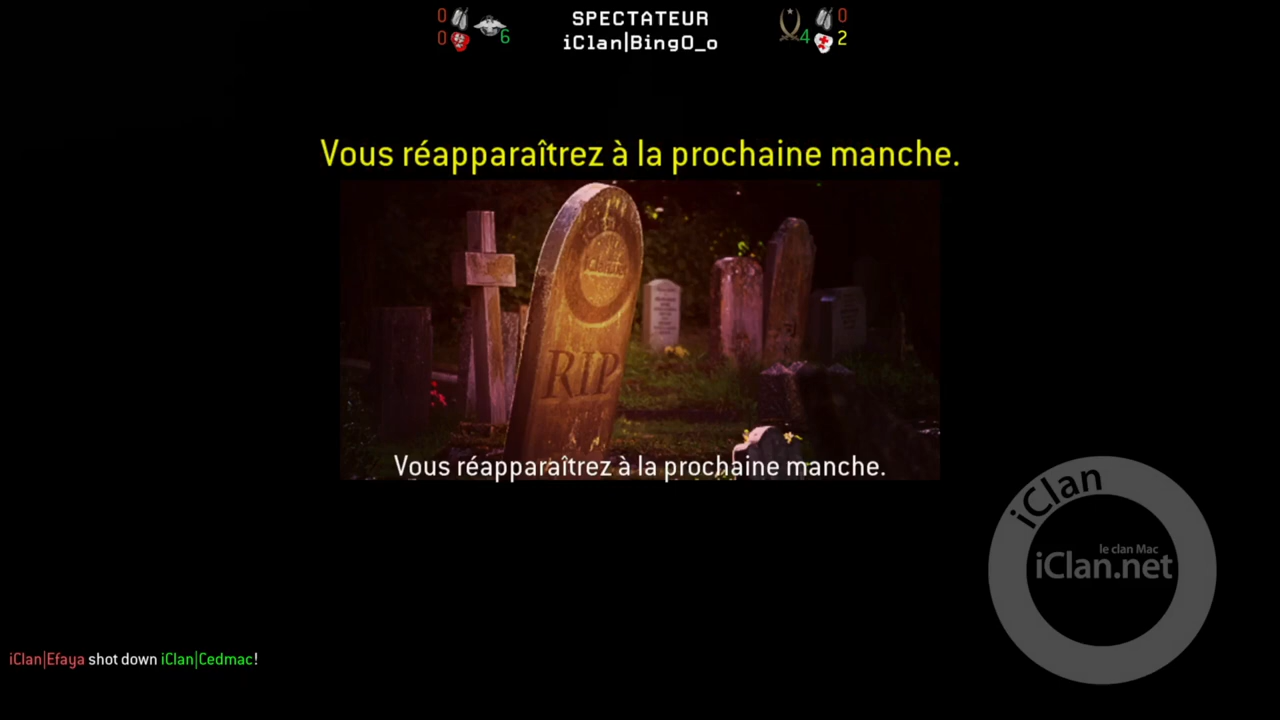 0 0
SPECTATEUR
0 6 iClan|BingO_o 4 2
Vous réapparaîtrez à la prochaine manche.
RIP
Vous réapparaîtrez à la prochaine manche.
iClan
le clan Mac
iClan.net
iClan|Efaya shot down iClan|Cedmac!